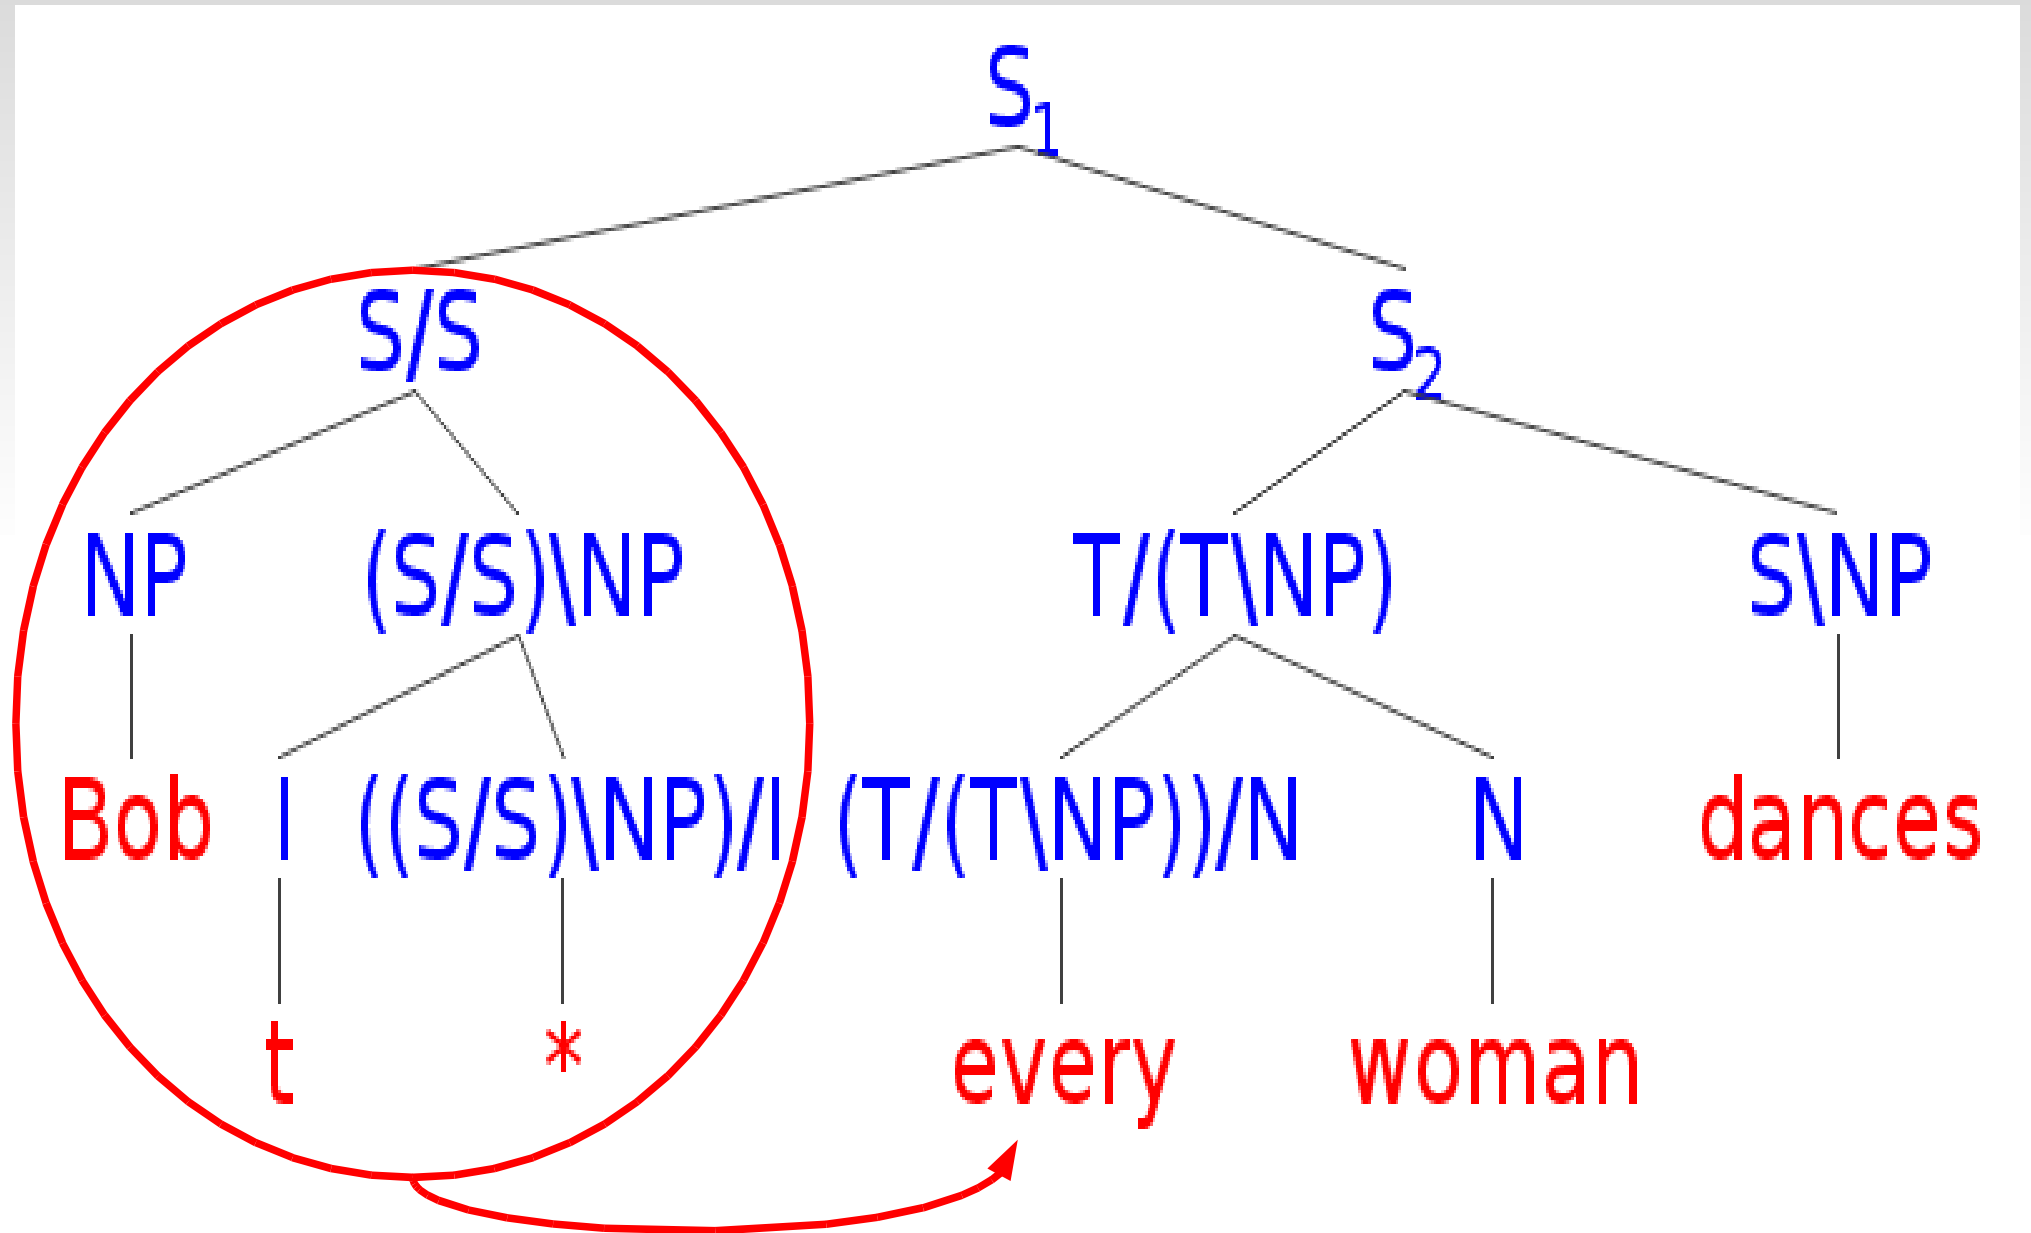 S₁
S/S S₂
NP (S/S)\NP T/(T\NP) S\NP
Bob I ((S/S)\NP)/I (T/(T\NP))/N N dances
t * every woman